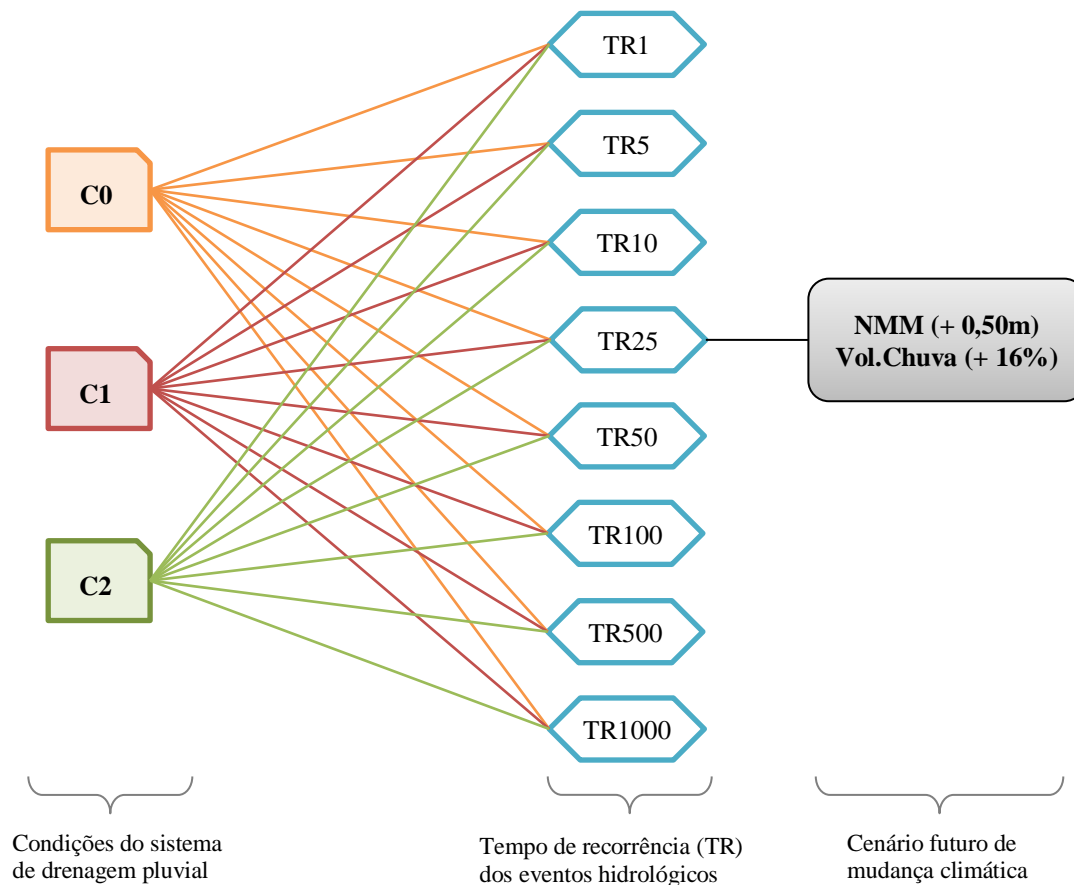 C0
C1
C2
TR1
TR5
TR10
TR25
TR50
TR100
TR500
TR1000
NMM (+ 0,50m)
Vol.Chuva (+ 16%)
Condições do sistema
de drenagem pluvial
Tempo de recorrência (TR)
dos eventos hidrológicos
Cenário futuro de
mudança climática